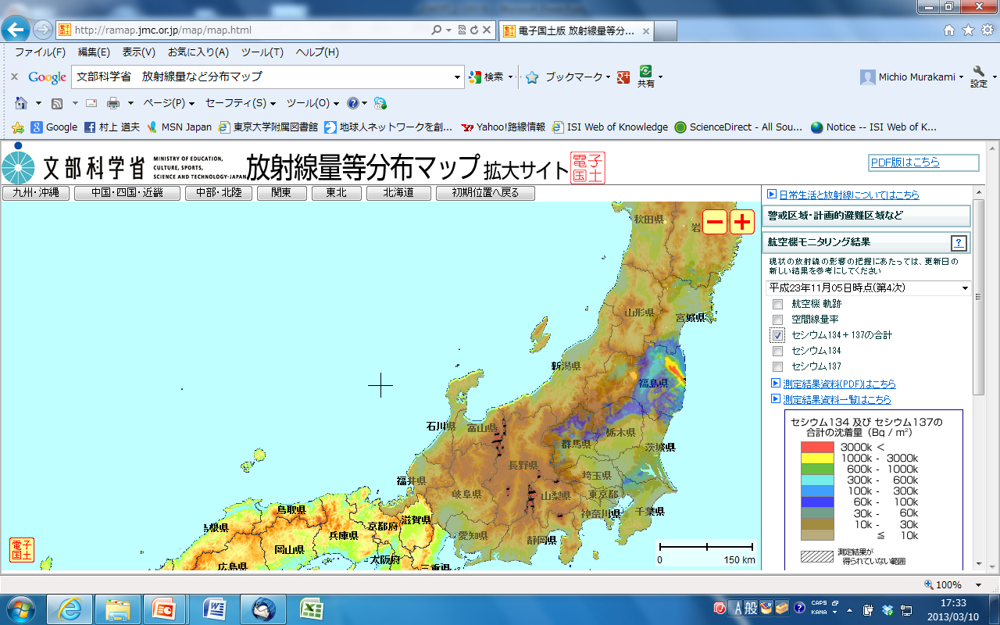 http://ramap.jmc.or.jp/map/map.html
電子国土版 放射線量等分...
ファイル(F) 編集(E) 表示(V) お気に入り(A) ツール(T) ヘルプ(H)
Google 文部科学省 放射線量など分布マップ 検索 ブックマーク 共有 Michio Murakami 設定
ページ(P) セーフティ(S) ツール(O)
Google 村上 道夫 MSN Japan 東京大学附属図書館 地球人ネットワークを創... Yahoo!路線情報 ISI Web of Knowledge ScienceDirect - All Sou... Notice -- ISI Web of K...
文部科学省
MINISTRY OF EDUCATION,
CULTURE, SPORTS,
SCIENCE AND TECHNOLOGY-JAPAN
放射線量等分布マップ 拡大サイト 電子国土
PDF版はこちら
九州・沖縄 中国・四国・近畿 中部・北陸 関東 東北 北海道 初期位置へ戻る
秋田県
岩
山形県
宮城県
新潟県
福島県
石川県
富山県
栃木県
群馬県
茨城県
長野県
埼玉県
福井県
岐阜県
山梨県
東京都
神奈川県
千葉県
鳥取県
滋賀県
島根県
京都府
兵庫県
愛知県
静岡県
岡山県
大阪府
広島県
三重県
電子国土
0 150 km
日常生活と放射線についてはこちら
警戒区域・計画的避難区域など
航空機モニタリング結果 ?
現状の放射線の影響の把握にあたっては、更新日の
新しい結果を参考にしてください
平成23年11月05日時点(第4次)
航空機 軌跡
空間線量率
セシウム134＋137の合計
セシウム134
セシウム137
測定結果資料(PDF)はこちら
測定結果資料一覧はこちら
セシウム134 及び セシウム137の
合計の沈着量（Bq / m²）
3000k ＜
1000k - 3000k
600k - 1000k
300k - 600k
100k - 300k
60k - 100k
30k - 60k
10k - 30k
≦ 10k
測定結果が
得られていない範囲
100%
A 般 CAPS
KANA
17:33
2013/03/10